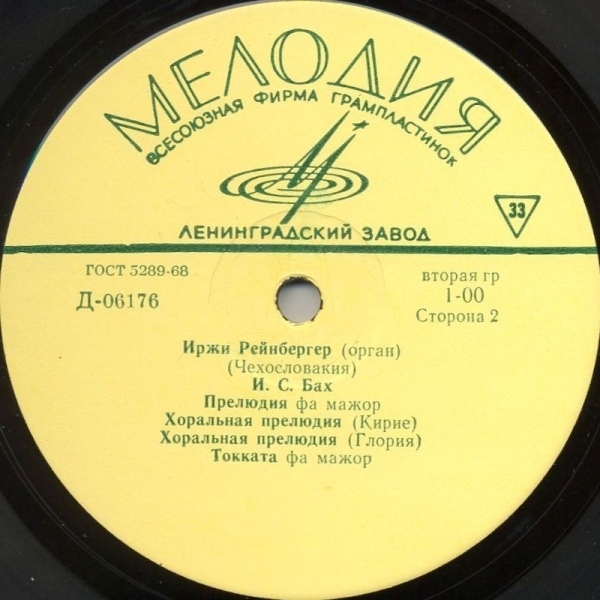 МЕЛОДИЯ
ВСЕСОЮЗНАЯ ФИРМА ГРАМПЛАСТИНОК
ЛЕНИНГРАДСКИЙ ЗАВОД
33
ГОСТ 5289-68
Д-06176
вторая гр
1-00
Сторона 2
Иржи Рейнбергер (орган)
(Чехословакия)
И. С. Бах
Прелюдия фа мажор
Хоральная прелюдия (Кирие)
Хоральная прелюдия (Глория)
Токката фа мажор